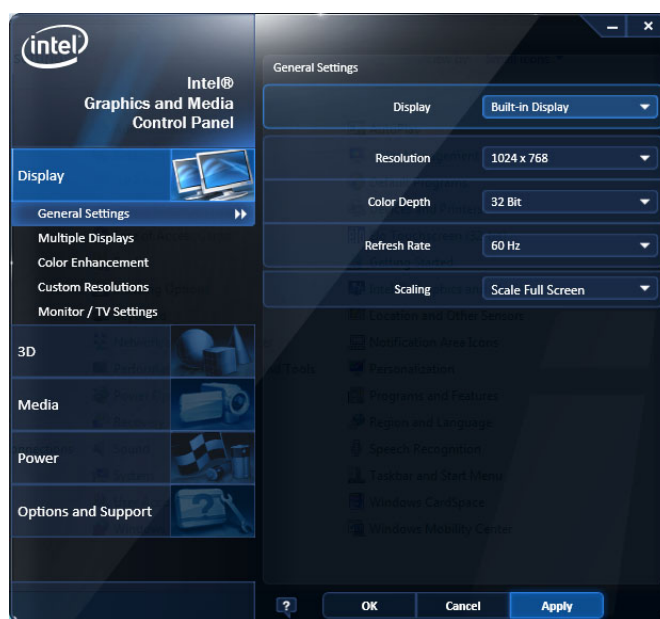 intel
Intel®
Graphics and Media
Control Panel
Display
General Settings
Multiple Displays
Color Enhancement
Custom Resolutions
Monitor / TV Settings
3D
Media
Power
Options and Support
General Settings
Display Built-in Display
Resolution 1024 x 768
Color Depth 32 Bit
Refresh Rate 60 Hz
Scaling Scale Full Screen
Location and Other Sensors
Notification Area Icons
Personalization
Programs and Features
Region and Language
Speech Recognition
Taskbar and Start Menu
Windows CardSpace
Windows Mobility Center
? OK Cancel Apply